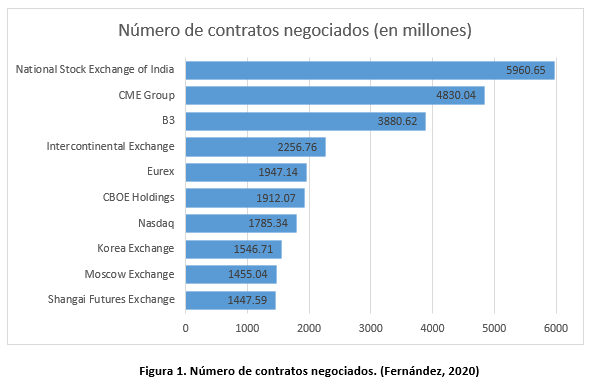 Número de contratos negociados (en millones)
National Stock Exchange of India 5960.65
CME Group 4830.04
B3 3880.62
Intercontinental Exchange 2256.76
Eurex 1947.14
CBOE Holdings 1912.07
Nasdaq 1785.34
Korea Exchange 1546.71
Moscow Exchange 1455.04
Shangai Futures Exchange 1447.59
0 1000 2000 3000 4000 5000 6000
Figura 1. Número de contratos negociados. (Fernández, 2020)